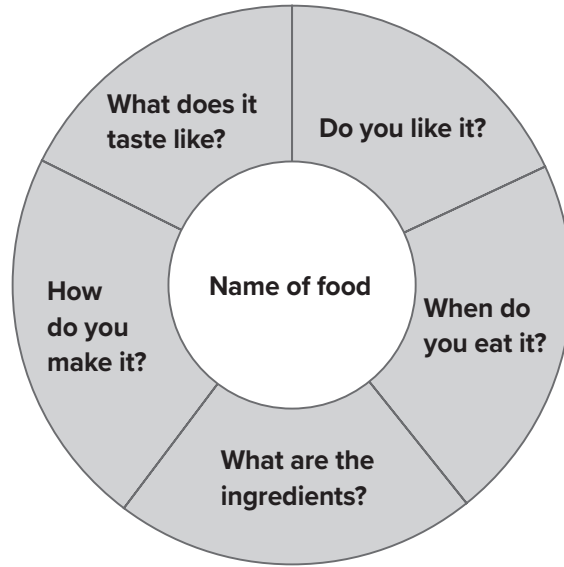 What does it
taste like?
Do you like it?
Name of food
How
do you
make it?
When do
you eat it?
What are the
ingredients?